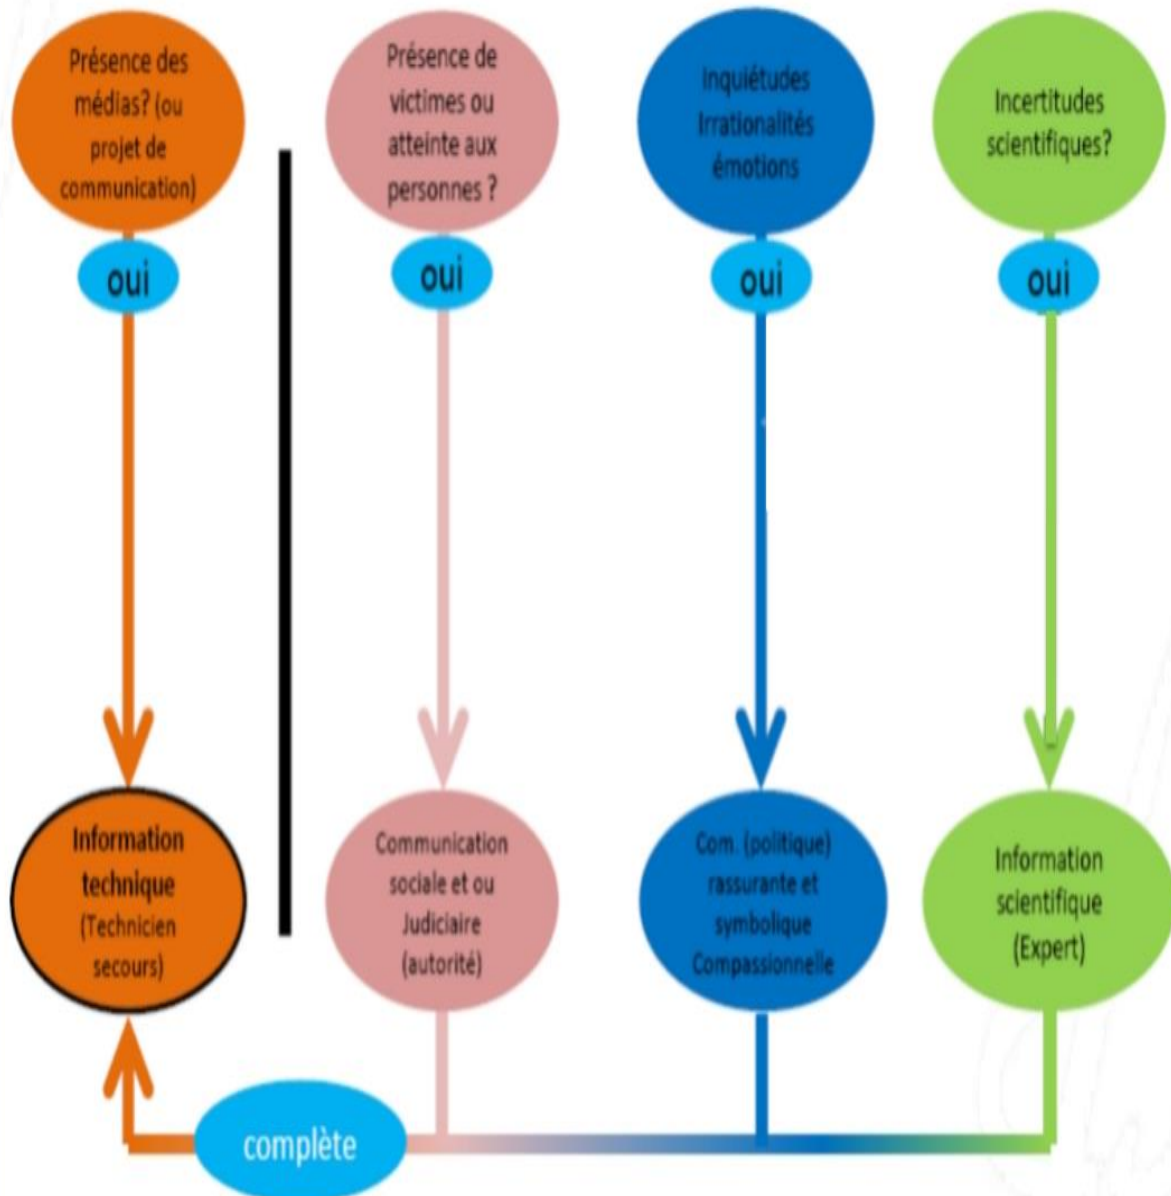 Présence des
médias? (ou
projet de
communication)
Présence de
victimes ou
atteinte aux
personnes ?
Inquiétudes
Irrationalités
émotions
Incertitudes
scientifiques?
oui
oui
oui
oui
Information
technique
(Technicien
secours)
Communication
sociale et ou
Judiciaire
(autorité)
Com. (politique)
rassurante et
symbolique
Compassionnelle
Information
scientifique
(Expert)
complète